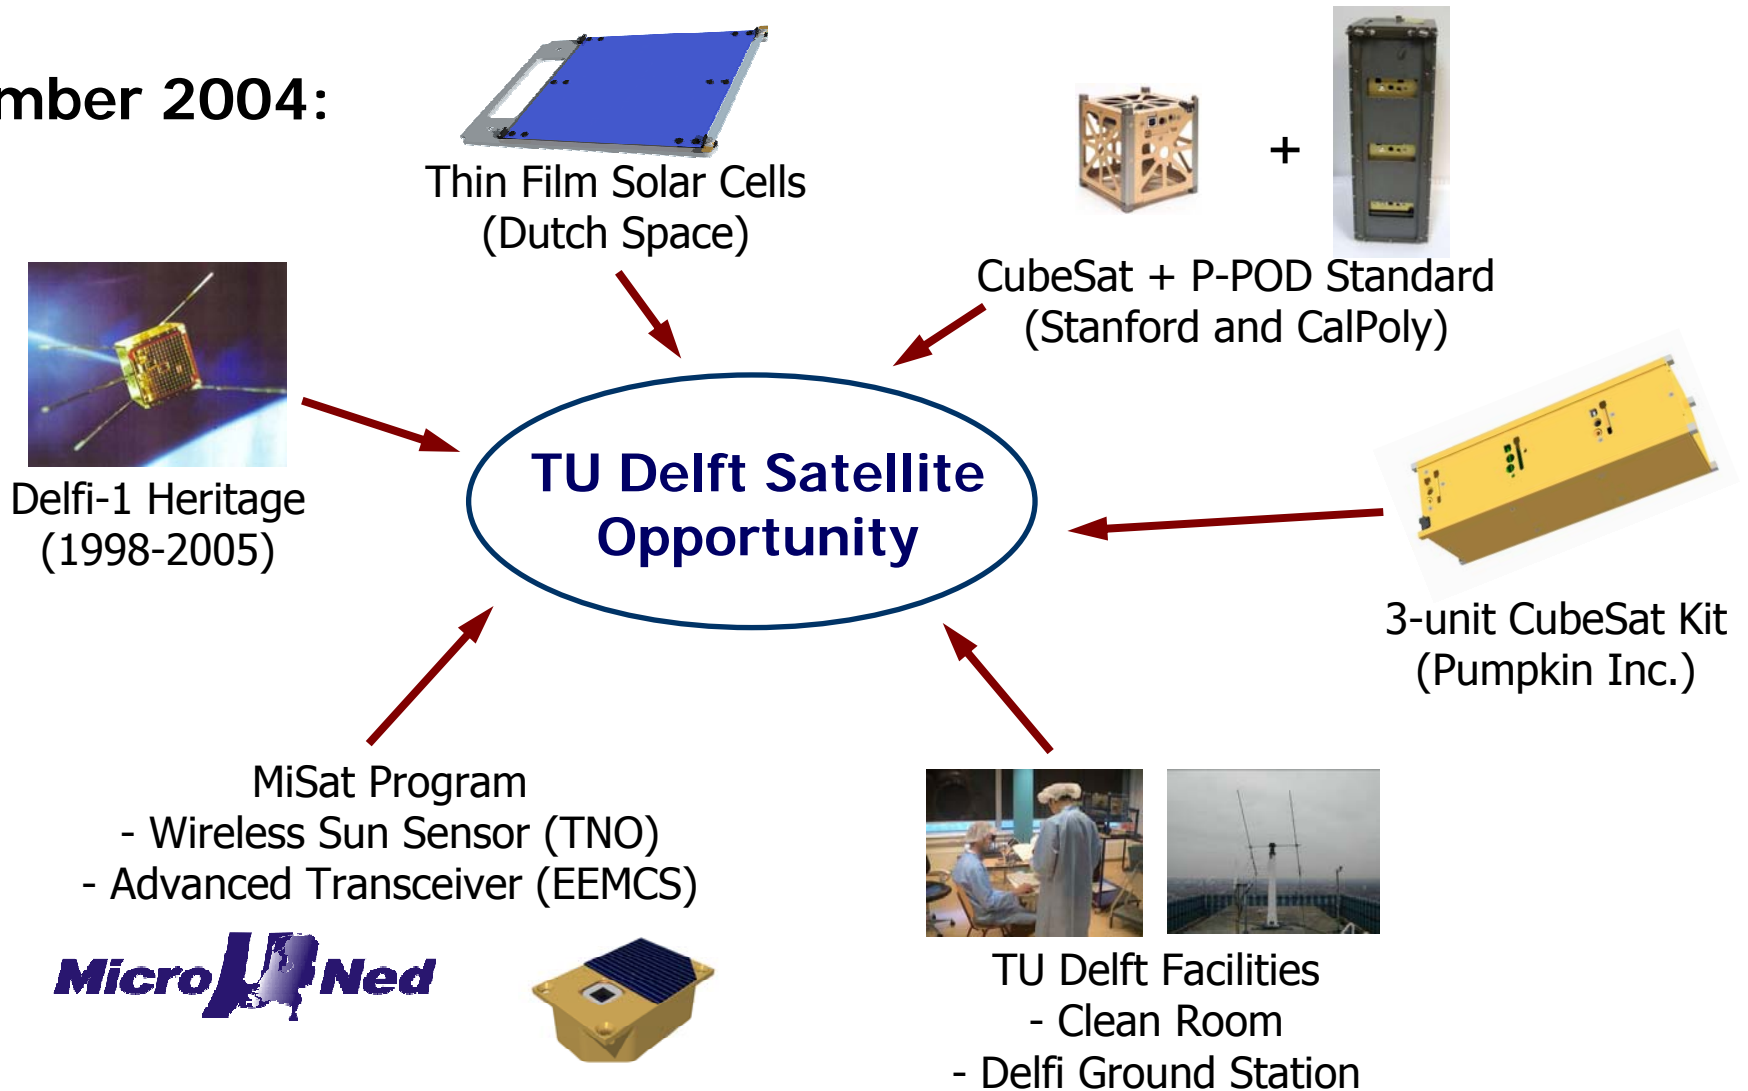 mber 2004:
Thin Film Solar Cells
(Dutch Space)
+
CubeSat + P-POD Standard
(Stanford and CalPoly)
Delfi-1 Heritage
(1998-2005)
TU Delft Satellite
Opportunity
3-unit CubeSat Kit
(Pumpkin Inc.)
MiSat Program
- Wireless Sun Sensor (TNO)
- Advanced Transceiver (EEMCS)
Micro µ Ned
TU Delft Facilities
- Clean Room
- Delfi Ground Station